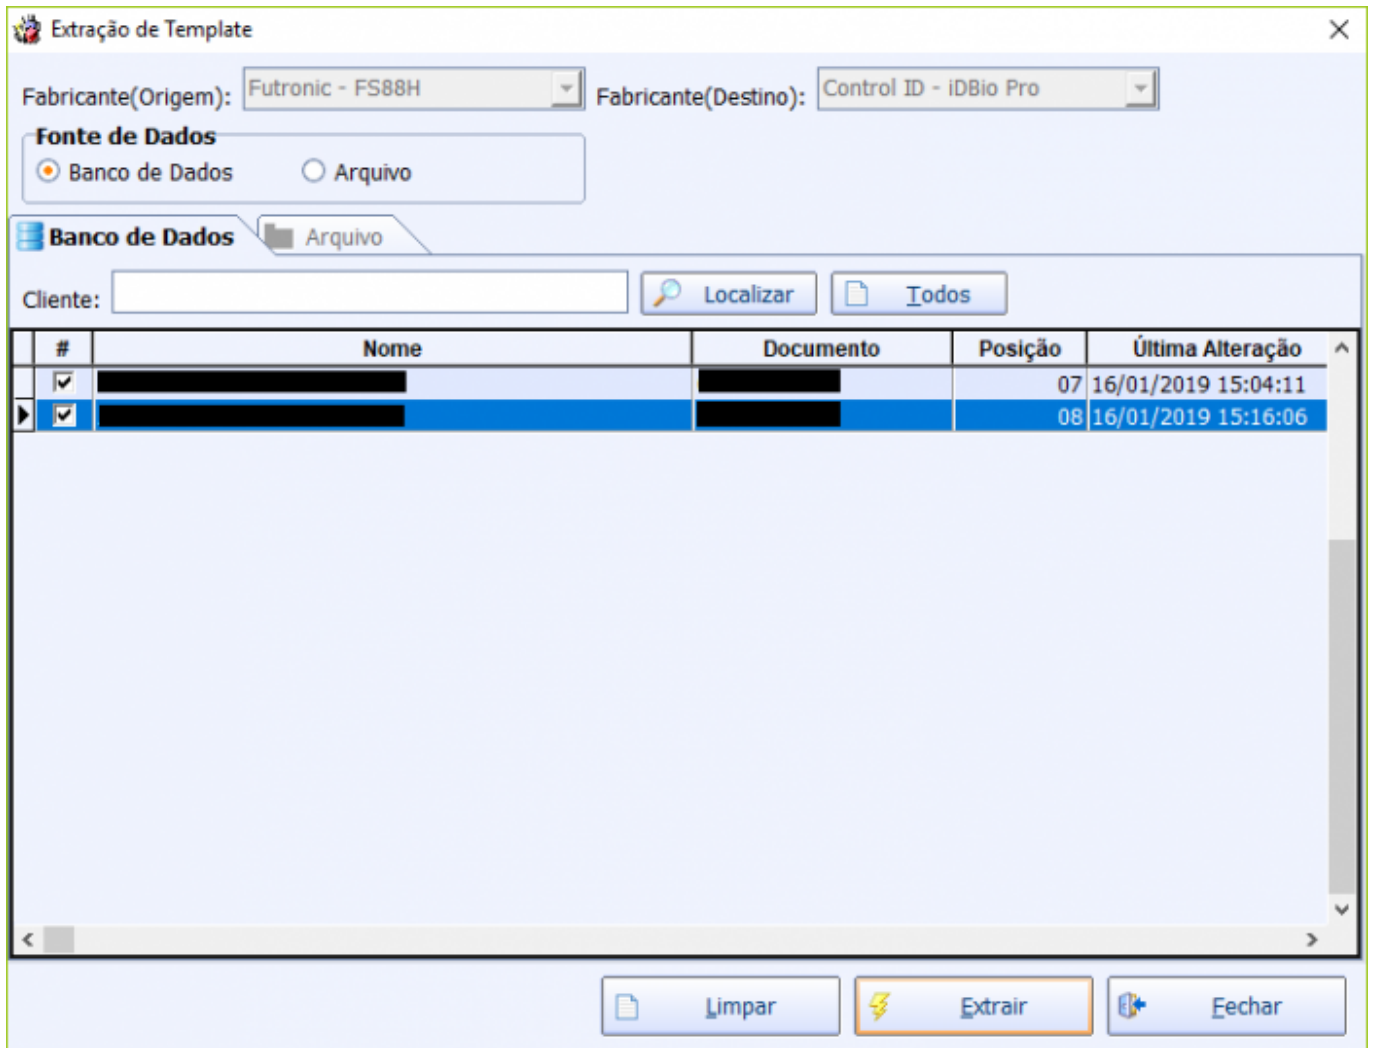 Extração de Template
Fabricante(Origem): Futronic - FS88H Fabricante(Destino): Control ID - iDBio Pro
Fonte de Dados
Banco de Dados Arquivo
Banco de Dados Arquivo
Cliente: Localizar Todos
# Nome Documento Posição Última Alteração
07 16/01/2019 15:04:11
08 16/01/2019 15:16:06
Limpar Extrair Fechar